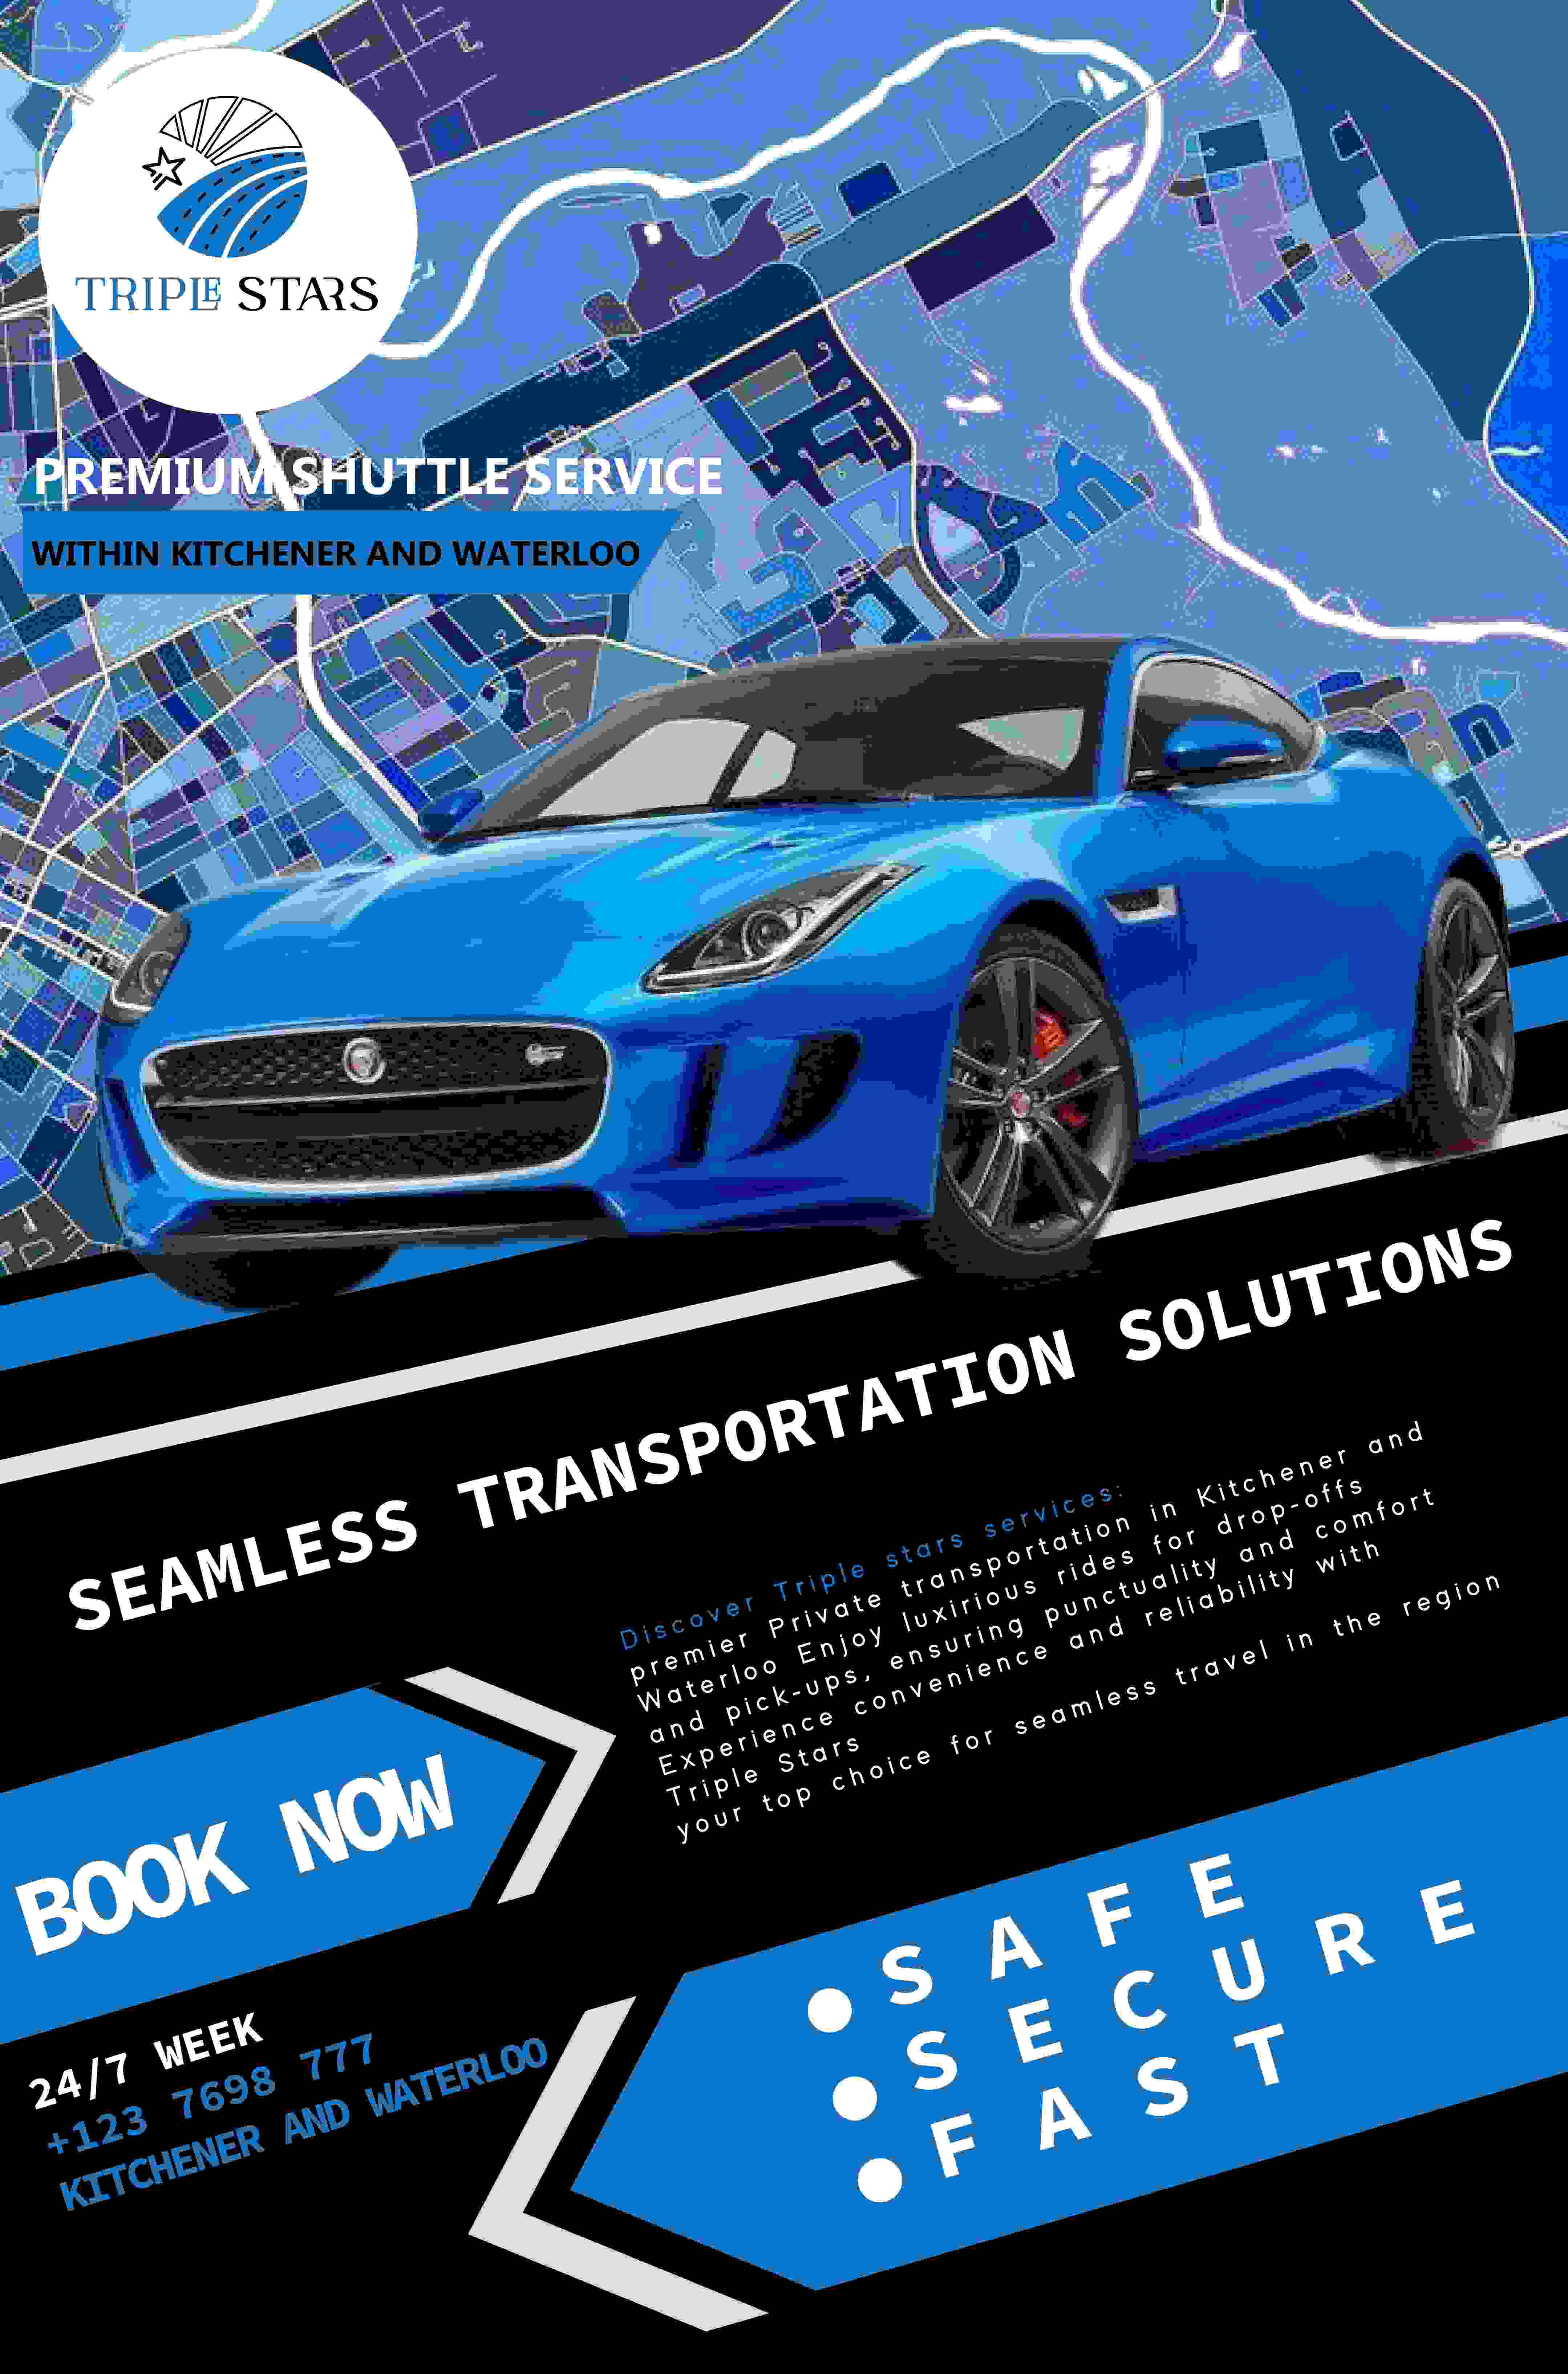 TRIPLE STARS
PREMIUM SHUTTLE SERVICE
WITHIN KITCHENER AND WATERLOO
SEAMLESS TRANSPORTATION SOLUTIONS
Discover Triple stars services:
premier Private transportation in Kitchener and
Waterloo Enjoy luxirious rides for drop-offs
and pick-ups, ensuring punctuality and comfort
Experience convenience and reliability with
Triple Stars
your top choice for seamless travel in the region
BOOK NOW
24/7 WEEK
+123 7698 777
KITCHENER AND WATERLOO
SAFE
SECURE
FAST